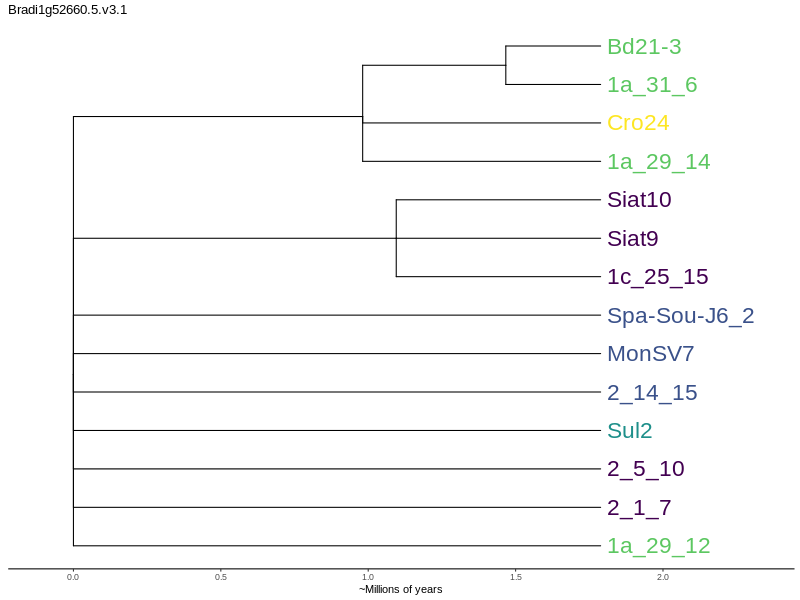 Bradi1g52660.5.v3.1
Bd21-3
1a_31_6
Cro24
1a_29_14
Siat10
Siat9
1c_25_15
Spa-Sou-J6_2
MonSV7
2_14_15
Sul2
2_5_10
2_1_7
1a_29_12
0.0 0.5 1.0 1.5 2.0
~Millions of years